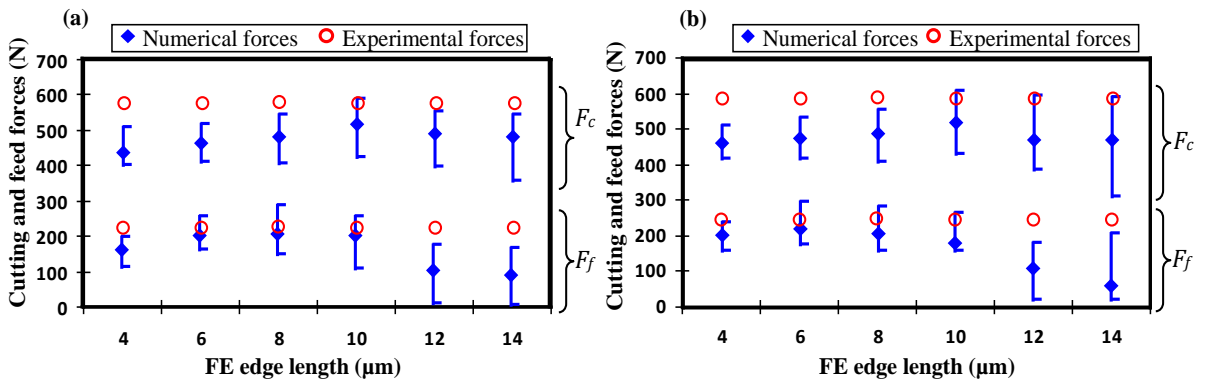 (a)
Numerical forces Experimental forces
Cutting and feed forces (N)
700
600
500
400
300
200
100
0
4 6 8 10 12 14
FE edge length (μm)
F_c
F_f
(b)
Numerical forces Experimental forces
Cutting and feed forces (N)
700
600
500
400
300
200
100
0
4 6 8 10 12 14
FE edge length (μm)
F_c
F_f